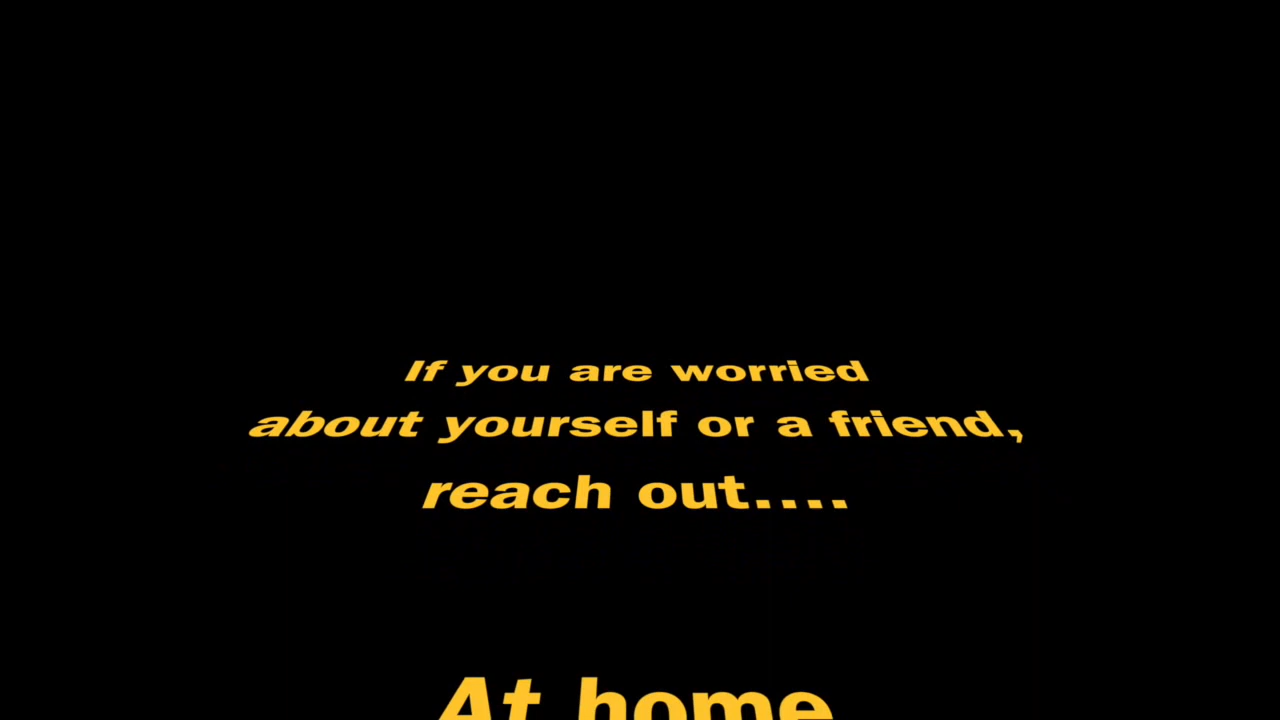 If you are worried
about yourself or a friend,
reach out....
At home